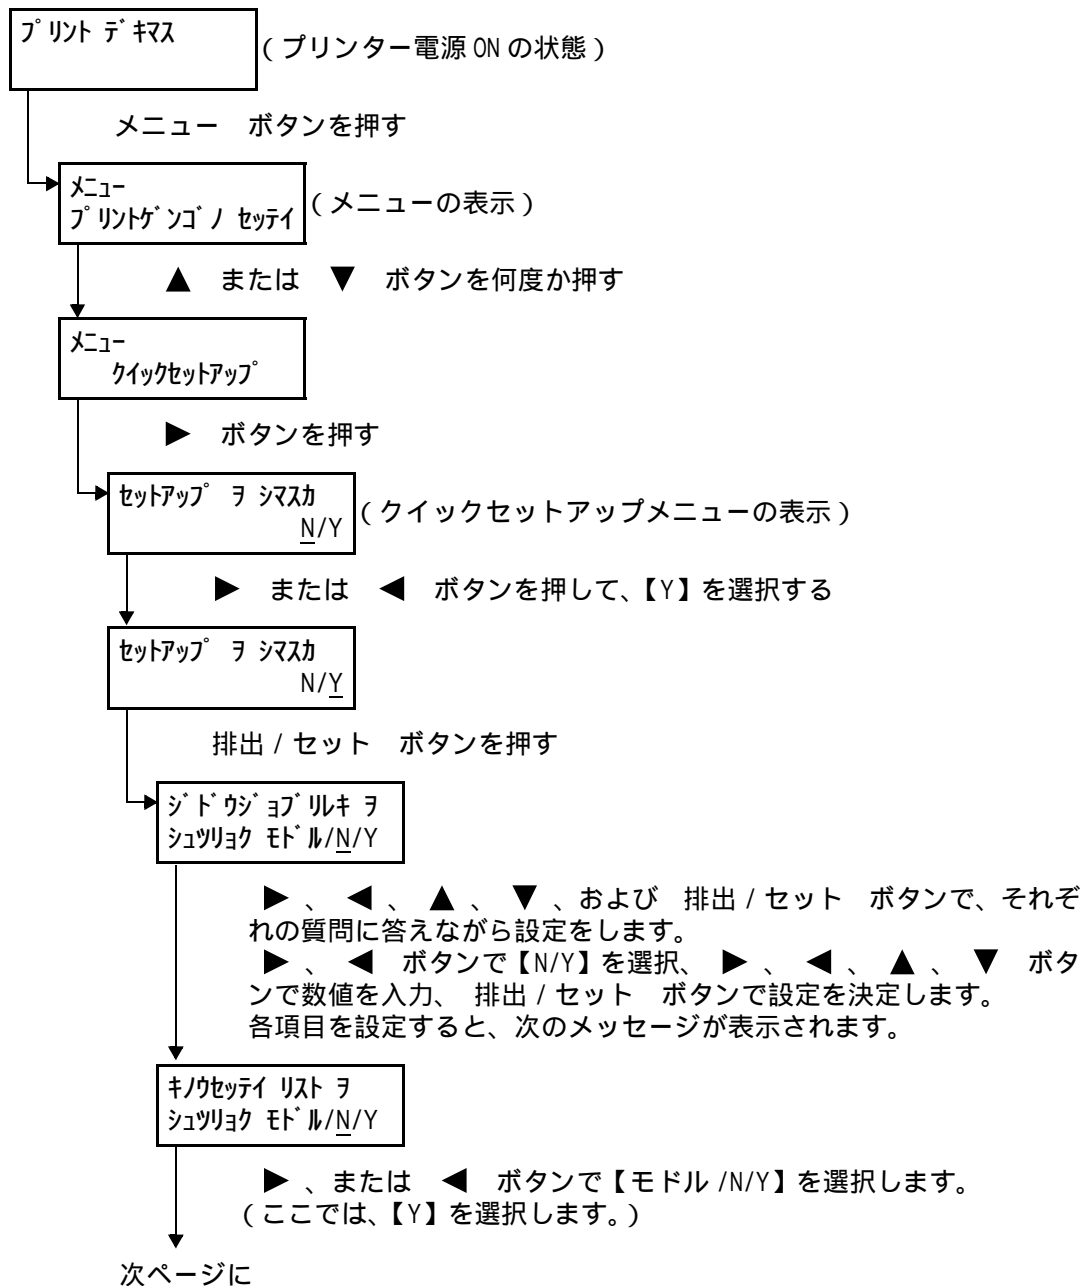 ﾌﾟﾘﾝﾄ ﾃﾞｷﾏｽ
(プリンター電源 ON の状態)
メニュー　ボタンを押す
ﾒﾆｭｰ
ﾌﾟﾘﾝﾄｹﾞﾝｺﾞﾉ ｾｯﾃｲ
(メニューの表示)
▲　または　▼　ボタンを何度か押す
ﾒﾆｭｰ
ｸｲｯｸｾｯﾄｱｯﾌﾟ
▶　ボタンを押す
ｾｯﾄｱｯﾌﾟ ｦ ｼﾏｽｶ
N/Y
(クイックセットアップメニューの表示)
▶　または　◀　ボタンを押して、【Y】を選択する
ｾｯﾄｱｯﾌﾟ ｦ ｼﾏｽｶ
N/Y
排出 / セット　ボタンを押す
ｼﾞﾄﾞｳｼﾞｮﾌﾞﾘﾚｷ ｦ
ｼｭﾂﾘｮｸ ﾓﾄﾞﾙ/N/Y
▶ 、 ◀ 、 ▲ 、 ▼ 、および　排出 / セット　ボタンで、それぞ
れの質問に答えながら設定をします。
▶ 、 ◀　ボタンで【N/Y】を選択、 ▶ 、 ◀ 、 ▲ 、 ▼　ボタ
ンで数値を入力、 排出 / セット　ボタンで設定を決定します。
各項目を設定すると、次のメッセージが表示されます。
ｷﾉｳｾｯﾃｲ ﾘｽﾄ ｦ
ｼｭﾂﾘｮｸ ﾓﾄﾞﾙ/N/Y
▶ 、または　◀　ボタンで【モドル /N/Y】を選択します。
(ここでは、【Y】を選択します。)
次ページに